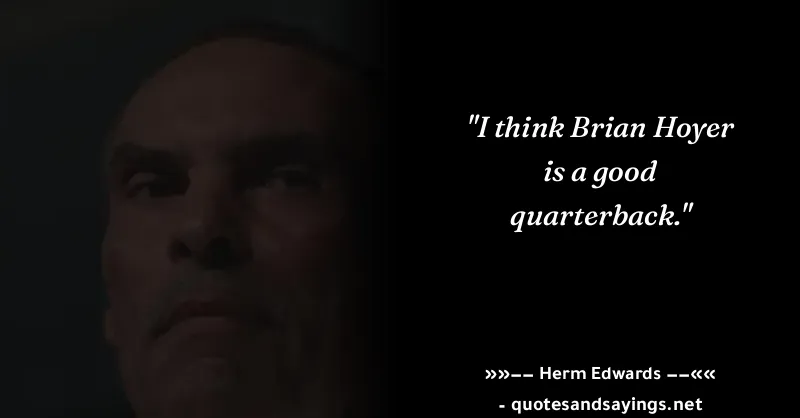 "I think Brian Hoyer
is a good
quarterback."
»»−− Herm Edwards −−««
- quotesandsayings.net